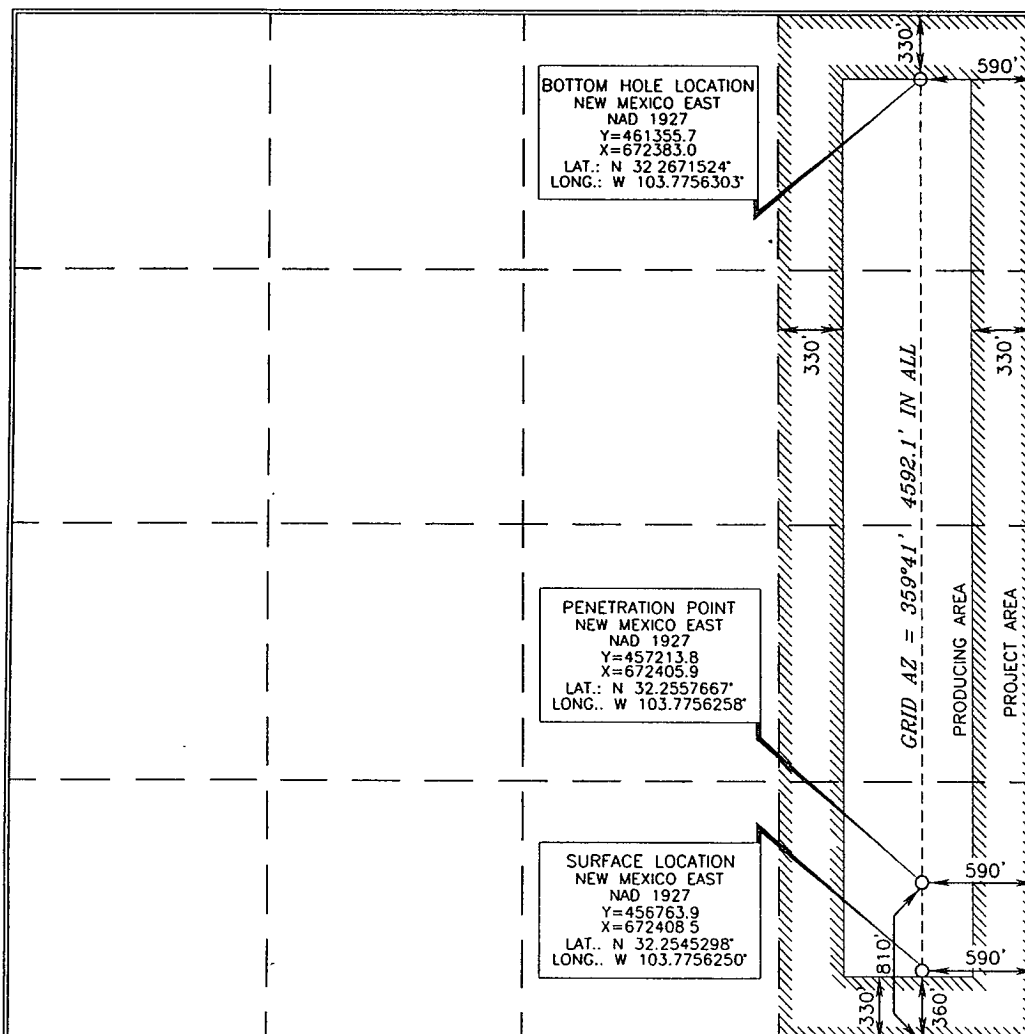 330'
590'
BOTTOM HOLE LOCATION
NEW MEXICO EAST
NAD 1927
Y=461355.7
X=672383.0
LAT.: N 32.2671524°
LONG.: W 103.7756303°
330'
330'
GRID AZ = 359°41' 4592.1' IN ALL
PRODUCING AREA
PROJECT AREA
PENETRATION POINT
NEW MEXICO EAST
NAD 1927
Y=457213.8
X=672405.9
LAT.: N 32.2557667°
LONG.. W 103.7756258°
590'
SURFACE LOCATION
NEW MEXICO EAST
NAD 1927
Y=456763.9
X=672408 5
LAT.. N 32.2545298°
LONG.. W 103.7756250°
810'
590'
330'
360'